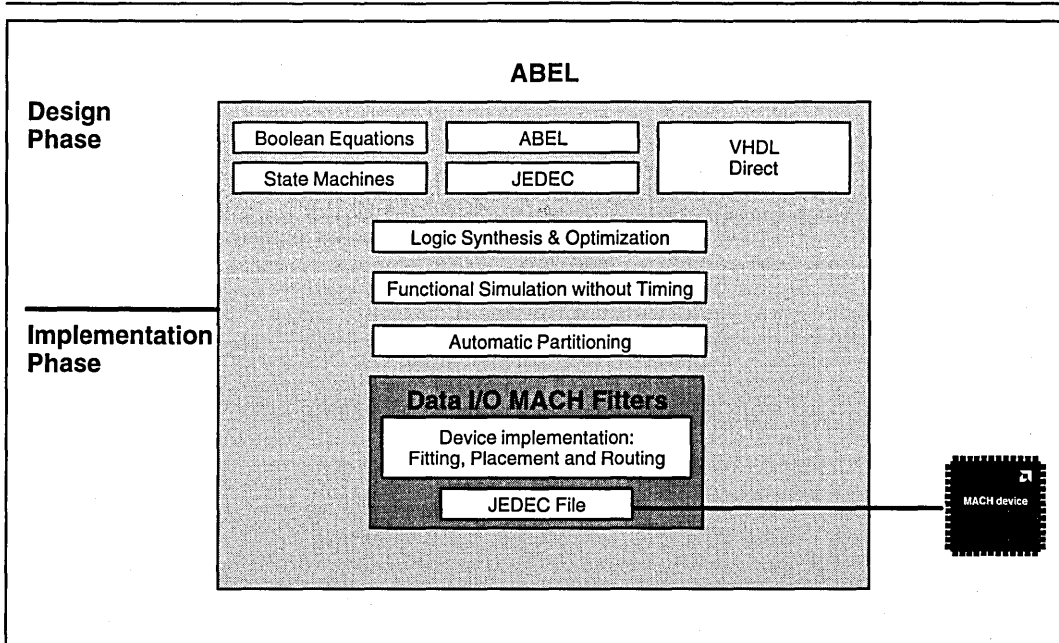 ABEL
Design
Phase
Boolean Equations
ABEL
VHDL
Direct
State Machines
JEDEC
Logic Synthesis & Optimization
Functional Simulation without Timing
Implementation
Phase
Automatic Partitioning
Data I/O MACH Fitters
Device implementation:
Fitting, Placement and Routing
JEDEC File
MACH device